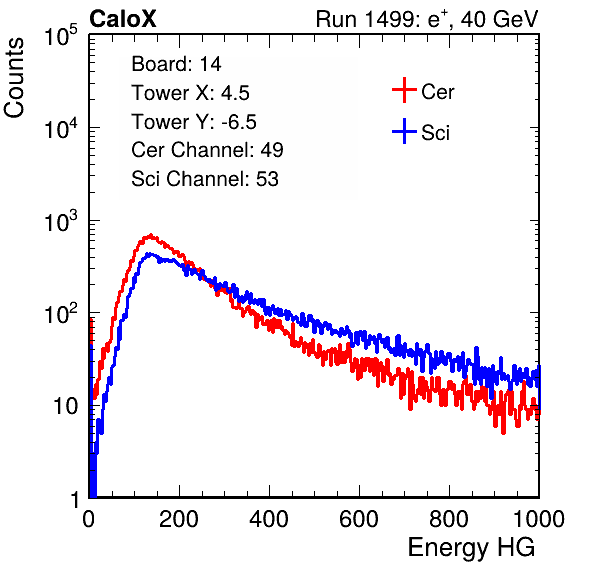 CaloX Run 1499: e⁺, 40 GeV
Counts
Board: 14
Tower X: 4.5
Tower Y: -6.5
Cer Channel: 49
Sci Channel: 53
Cer
Sci
10⁵
10⁴
10³
10²
10
1
0 200 400 600 800 1000
Energy HG